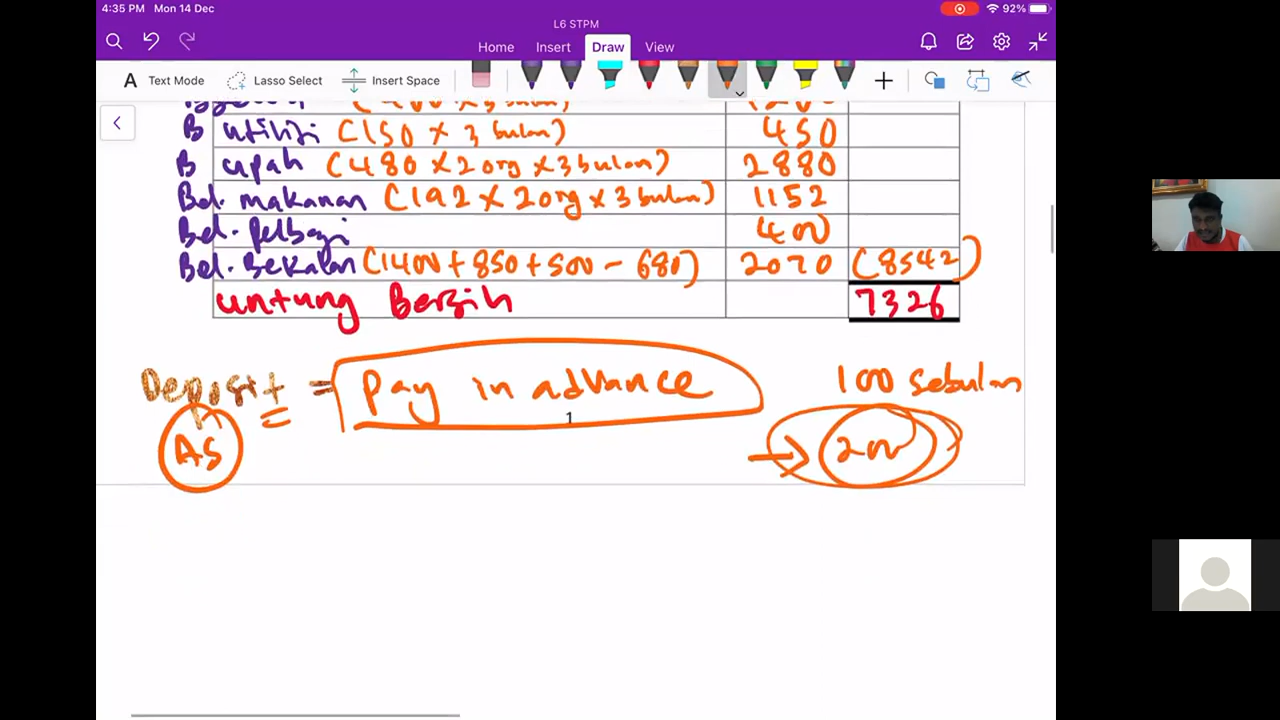 4:35 PM Mon 14 Dec 92%
L6 STPM
Home Insert Draw View
A Text Mode Lasso Select Insert Space
B utiliti (150 x 3 bulan) 450
B upah (480 x 2 org x 3 bulan) 2880
Bel. makanan (192 x 2 org x 3 bulan) 1152
Bel. Pelbagi 400
Bel. Bekalan (1400 + 850 + 500 - 680) 2070 (8542)
untung Bersih 7326
Deposit = Pay in advance 100 sebulan
1
AS → 200